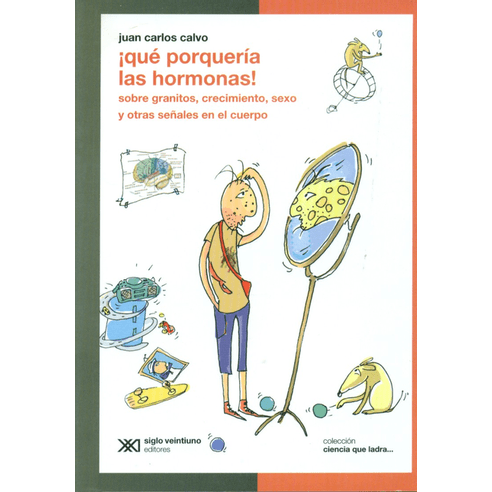 juan carlos calvo
¡qué porquería
las hormonas!
sobre granitos, crecimiento, sexo
y otras señales en el cuerpo
siglo veintiuno
editores
colección
ciencia que ladra...